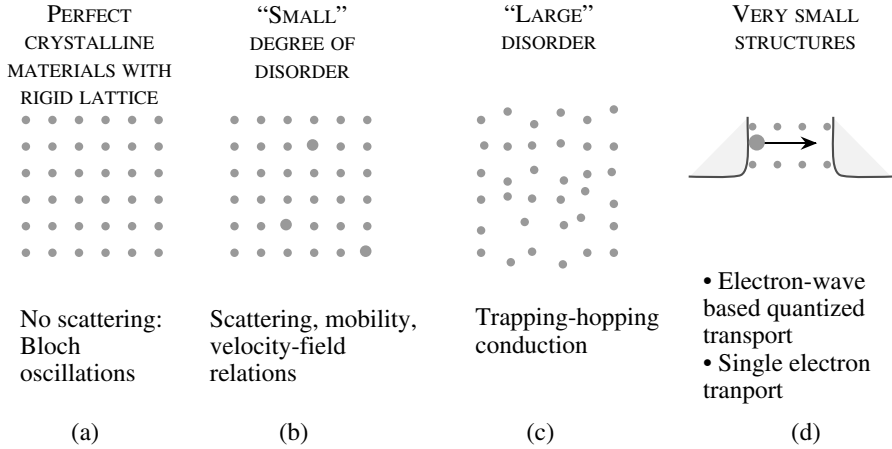 PERFECT
CRYSTALLINE
MATERIALS WITH
RIGID LATTICE
“SMALL”
DEGREE OF
DISORDER
“LARGE”
DISORDER
VERY SMALL
STRUCTURES
No scattering:
Bloch
oscillations
Scattering, mobility,
velocity-field
relations
Trapping-hopping
conduction
• Electron-wave
based quantized
transport
• Single electron
tranport
(a)
(b)
(c)
(d)